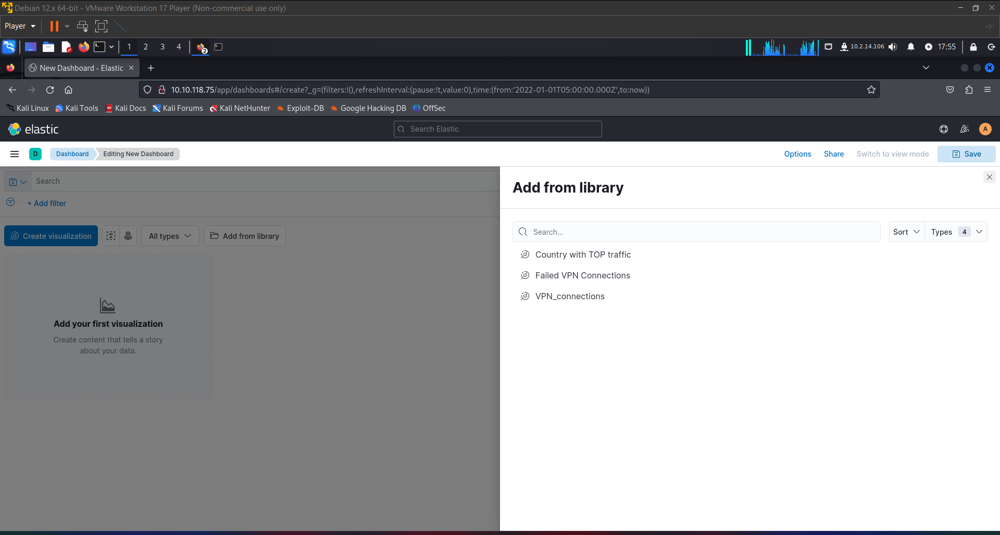 Debian 12.x 64-bit - VMware Workstation 17 Player (Non-commercial use only)
Player
1 2 3 4 2 10.2.14.106 17:55
New Dashboard - Elastic
10.10.118.75/app/dashboards#/create?_g=(filters:!(),refreshInterval:(pause:!t,value:0),time:(from:'2022-01-01T05:00:00.000Z',to:now))
Kali Linux Kali Tools Kali Docs Kali Forums Kali NetHunter Exploit-DB Google Hacking DB OffSec
elastic Search Elastic A
D Dashboard Editing New Dashboard Options Share Switch to view mode Save
Search
+ Add filter
Create visualization All types Add from library
Add your first visualization
Create content that tells a story
about your data.
Add from library
Search... Sort Types 4
Country with TOP traffic
Failed VPN Connections
VPN_connections